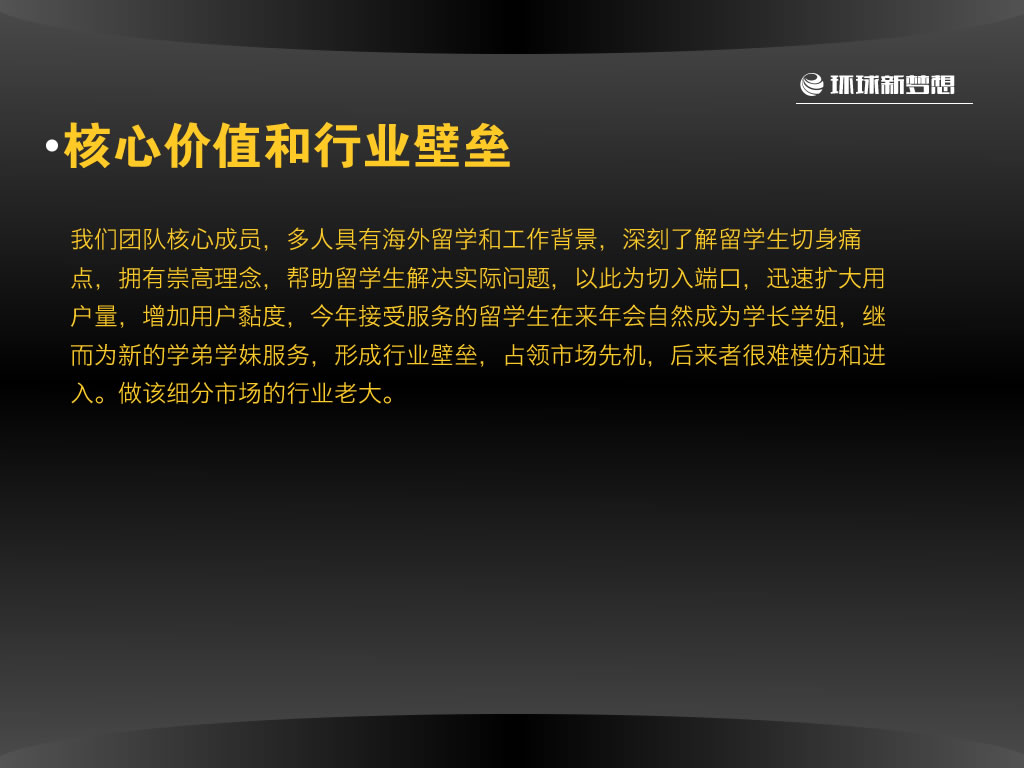 环球新梦想
•核心价值和行业壁垒
我们团队核心成员，多人具有海外留学和工作背景，深刻了解留学生切身痛
点，拥有崇高理念，帮助留学生解决实际问题，以此为切入端口，迅速扩大用
户量，增加用户黏度，今年接受服务的留学生在来年会自然成为学长学姐，继
而为新的学弟学妹服务，形成行业壁垒，占领市场先机，后来者很难模仿和进
入。做该细分市场的行业老大。